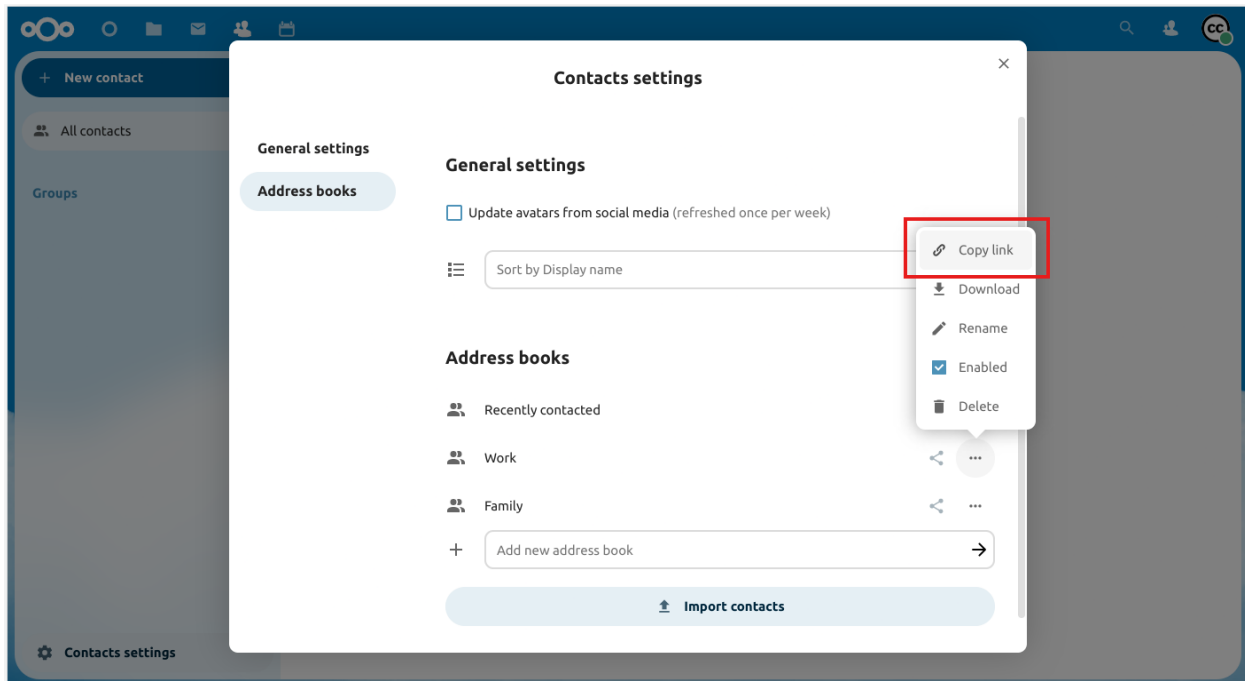 CC
New contact
All contacts
Groups
Contacts settings
Contacts settings
General settings
Address books
General settings
Update avatars from social media (refreshed once per week)
Sort by Display name
Copy link
Download
Rename
Enabled
Delete
Address books
Recently contacted
Work
Family
Add new address book
Import contacts